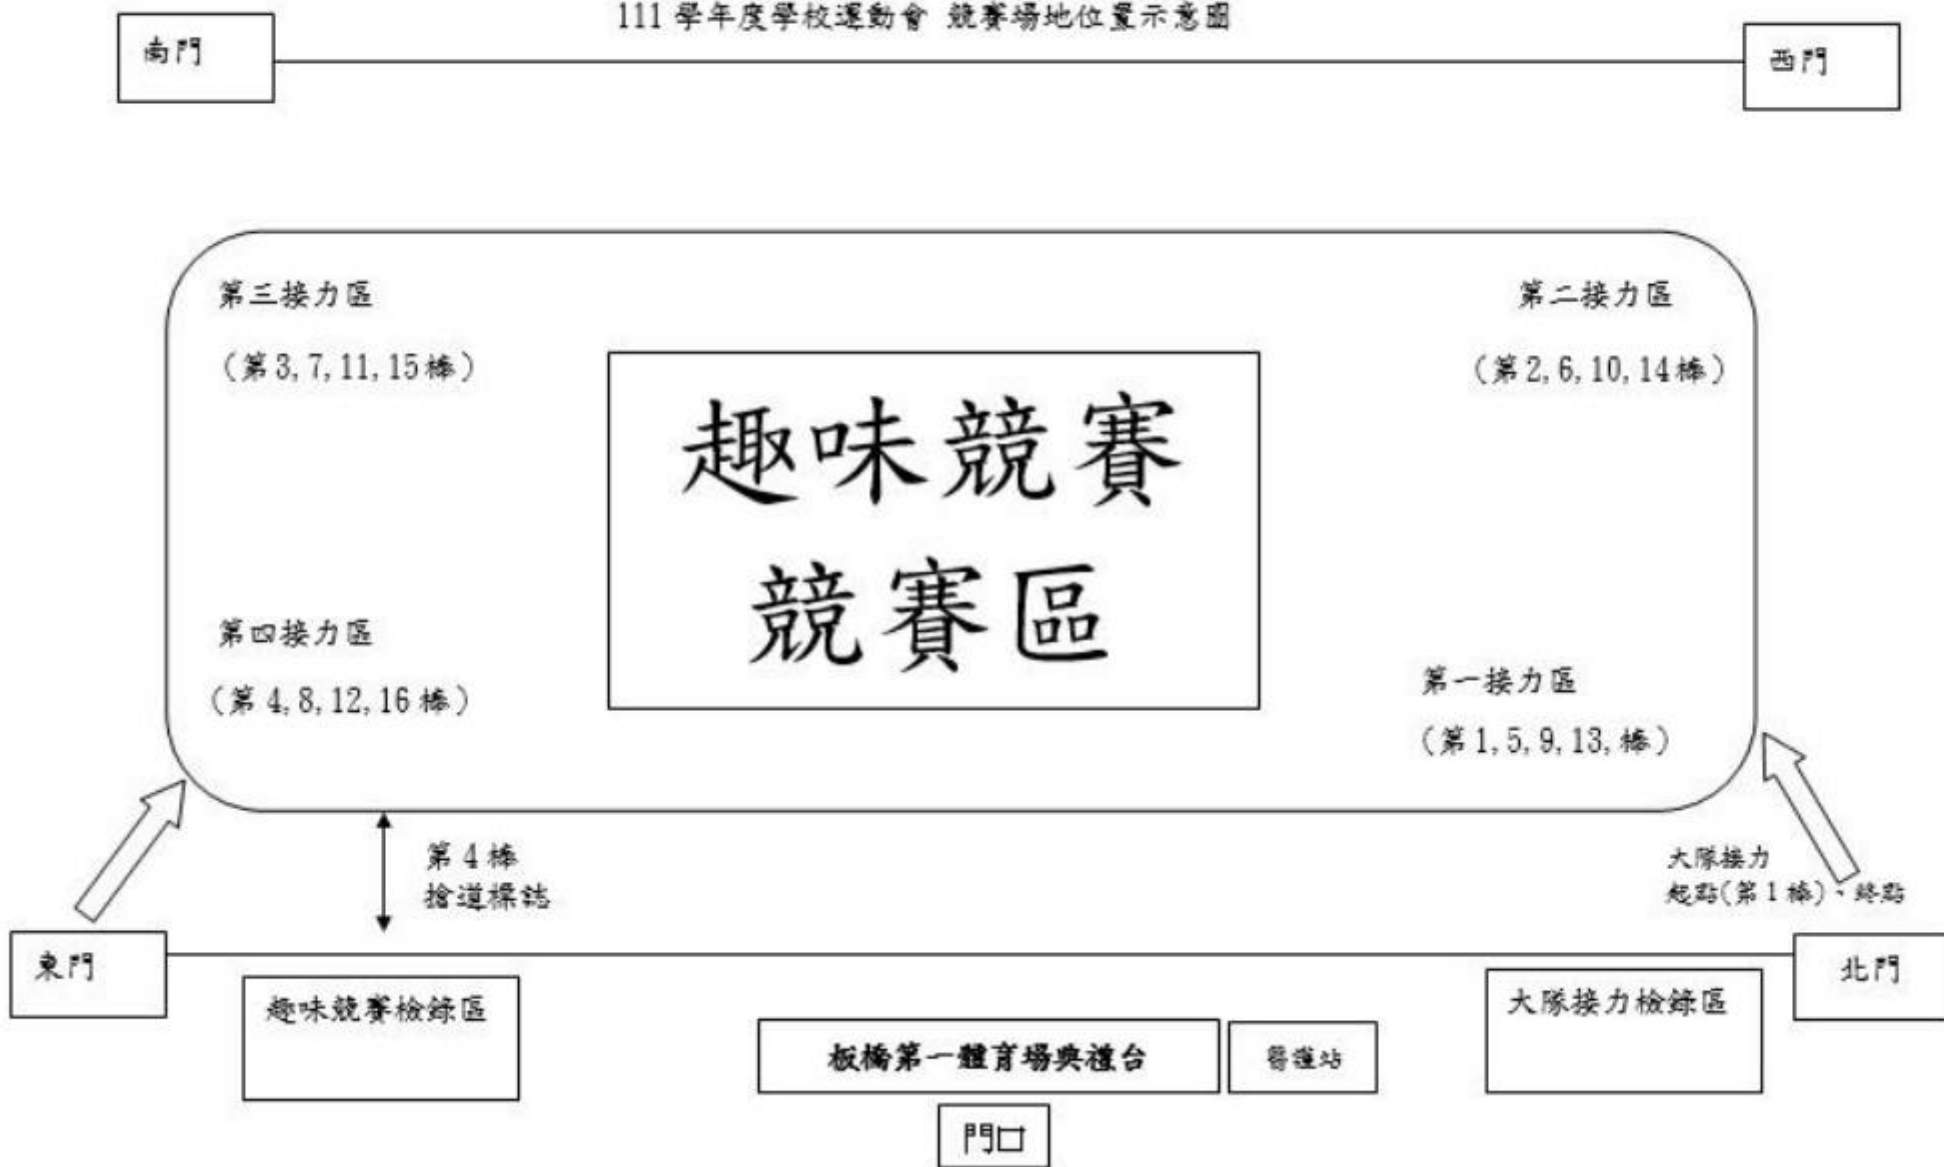 111 學年度學校運動會 競賽場地位置示意圖
南門
西門
第三接力區
(第 3, 7, 11, 15 棒)
第二接力區
(第 2, 6, 10, 14 棒)
趣味競賽
競賽區
第四接力區
(第 4, 8, 12, 16 棒)
第一接力區
(第 1, 5, 9, 13, 棒)
第 4 棒
搶道標誌
大隊接力
起點(第 1 棒)、終點
東門
北門
趣味競賽檢錄區
大隊接力檢錄區
板橋第一體育場典禮台
醫護站
門口